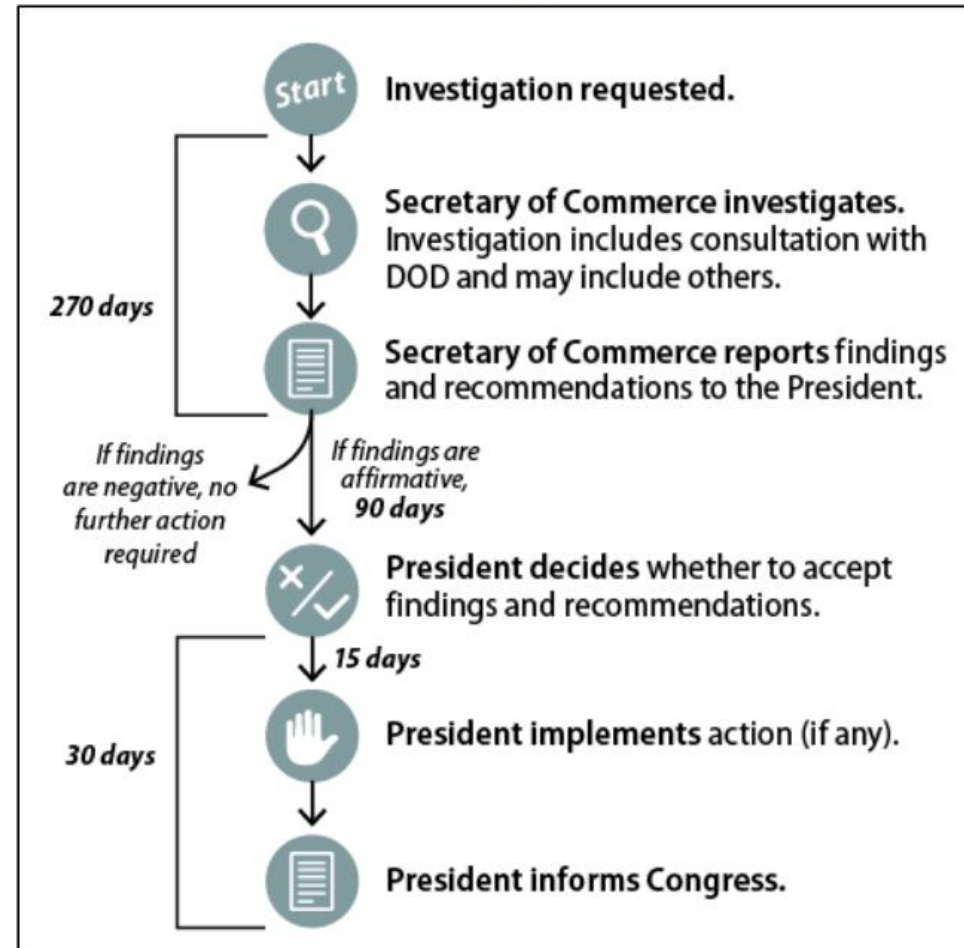 Start
Investigation requested.
270 days
Secretary of Commerce investigates.
Investigation includes consultation with
DOD and may include others.
Secretary of Commerce reports findings
and recommendations to the President.
If findings
are negative, no
further action
required
If findings are
affirmative,
90 days
President decides whether to accept
findings and recommendations.
15 days
30 days
President implements action (if any).
President informs Congress.